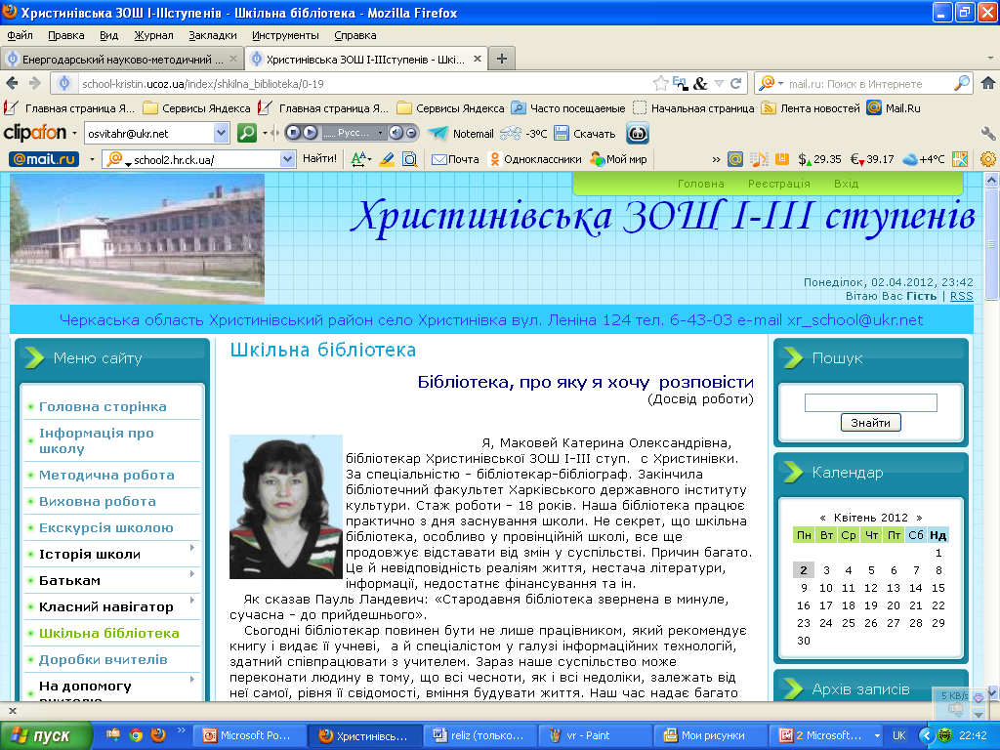 Христинівська ЗОШ I-IIIступенів - Шкільна бібліотека - Mozilla Firefox
Файл Правка Вид Журнал Закладки Инструменты Справка
Енергодарський науково-методичний ... Христинівська ЗОШ I-IIIступенів - Шкі...
school-kristin.ucoz.ua/index/shkilna_biblioteka/0-19 mail.ru: Поиск в Интернете
Главная страница Я... Сервисы Яндекса Главная страница Я... Сервисы Яндекса Часто посещаемые Начальная страница Лента новостей Mail.Ru
clipafon osvitahr@ukr.net ..... Русс... Notemail -3°C Скачать
@mail.ru school2.hr.ck.ua/ Найти! Почта Одноклассники Мой мир » $ 29.35 € 39.17 +4°C
Головна Реєстрація Вхід
Христинівська ЗОШ I-III ступенів
Понеділок, 02.04.2012, 23:42
Вітаю Вас Гість | RSS
Черкаська область Христинівський район село Христинівка вул. Леніна 124 тел. 6-43-03 e-mail xr_school@ukr.net
Меню сайту
Головна сторінка
Інформація про
школу
Методична робота
Виховна робота
Екскурсія школою
Історія школи
Батькам
Класний навігатор
Шкільна бібліотека
Доробки вчителів
На допомогу
вчителю
Шкільна бібліотека
Бібліотека, про яку я хочу розповісти
(Досвід роботи)
Я, Маковей Катерина Олександрівна,
бібліотекар Христинівської ЗОШ I-III ступ. с Христинівки.
За спеціальністю - бібліотекар-бібліограф. Закінчила
бібліотечний факультет Харківського державного інституту
культури. Стаж роботи - 18 років. Наша бібліотека працює
практично з дня заснування школи. Не секрет, що шкільна
бібліотека, особливо у провінційній школі, все ще
продовжує відставати від змін у суспільстві. Причин багато.
Це й невідповідність реаліям життя, нестача літератури,
інформації, недостатнє фінансування та ін.
Як сказав Пауль Ландевич: «Стародавня бібліотека звернена в минуле,
сучасна - до прийдешнього».
Сьогодні бібліотекар повинен бути не лише працівником, який рекомендує
книгу і видає її учневі, а й спеціалістом у галузі інформаційних технологій,
здатний співпрацювати з учителем. Зараз наше суспільство може
переконати людину в тому, що всі чесноти, як і всі недоліки, залежать від
неї самої, рівня її свідомості, вміння будувати життя. Наш час надає багато
Пошук
Знайти
Календар
« Квітень 2012 »
Пн Вт Ср Чт Пт Сб Нд
1
2 3 4 5 6 7 8
9 10 11 12 13 14 15
16 17 18 19 20 21 22
23 24 25 26 27 28 29
30
Архів записів
5 KB/s
пуск Microsoft Po... Христинівсь... reliz (только... vr - Paint Мои рисунки 2 Microsoft... UK 22:42